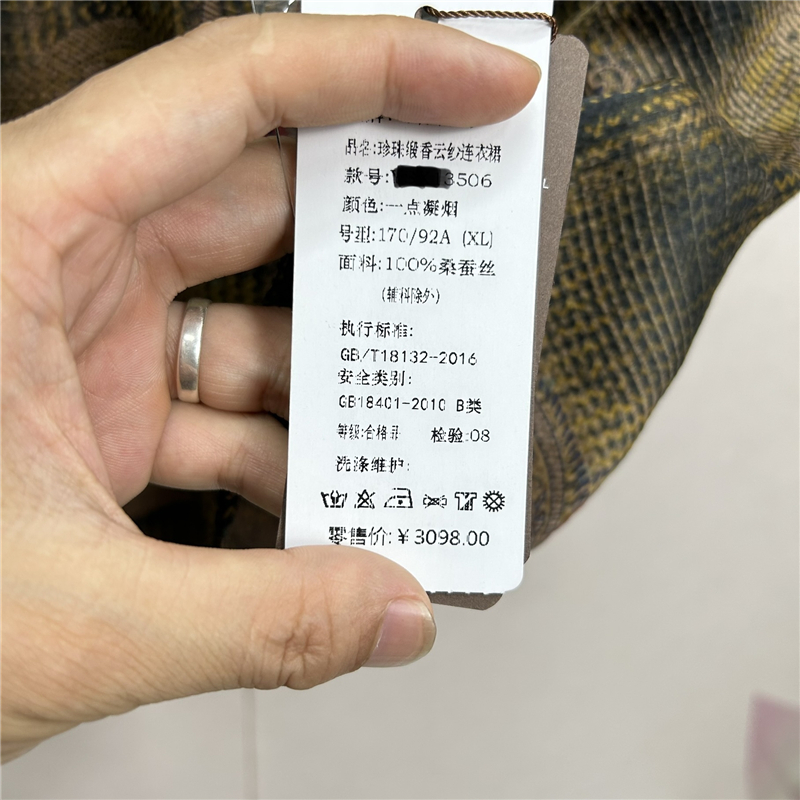 品名:珍珠缎香云纱连衣裙
款号: 3506
颜色:一点凝烟
号型:170/92A (XL)
面料:100%桑蚕丝
(辅料除外)
执行标准:
GB/T18132-2016
安全类别:
GB18401-2010 B类
等级:合格品 检验:08
洗涤维护:
零售价:¥3098.00
L